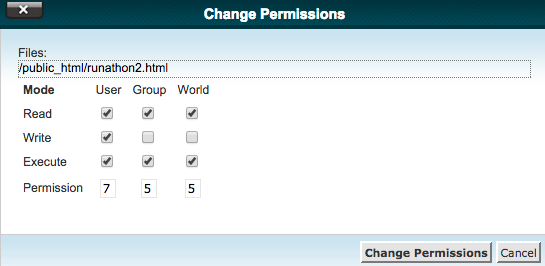 Change Permissions
Files:
/public_html/runathon2.html
Mode User Group World
Read
Write
Execute
Permission 7 5 5
Change Permissions Cancel